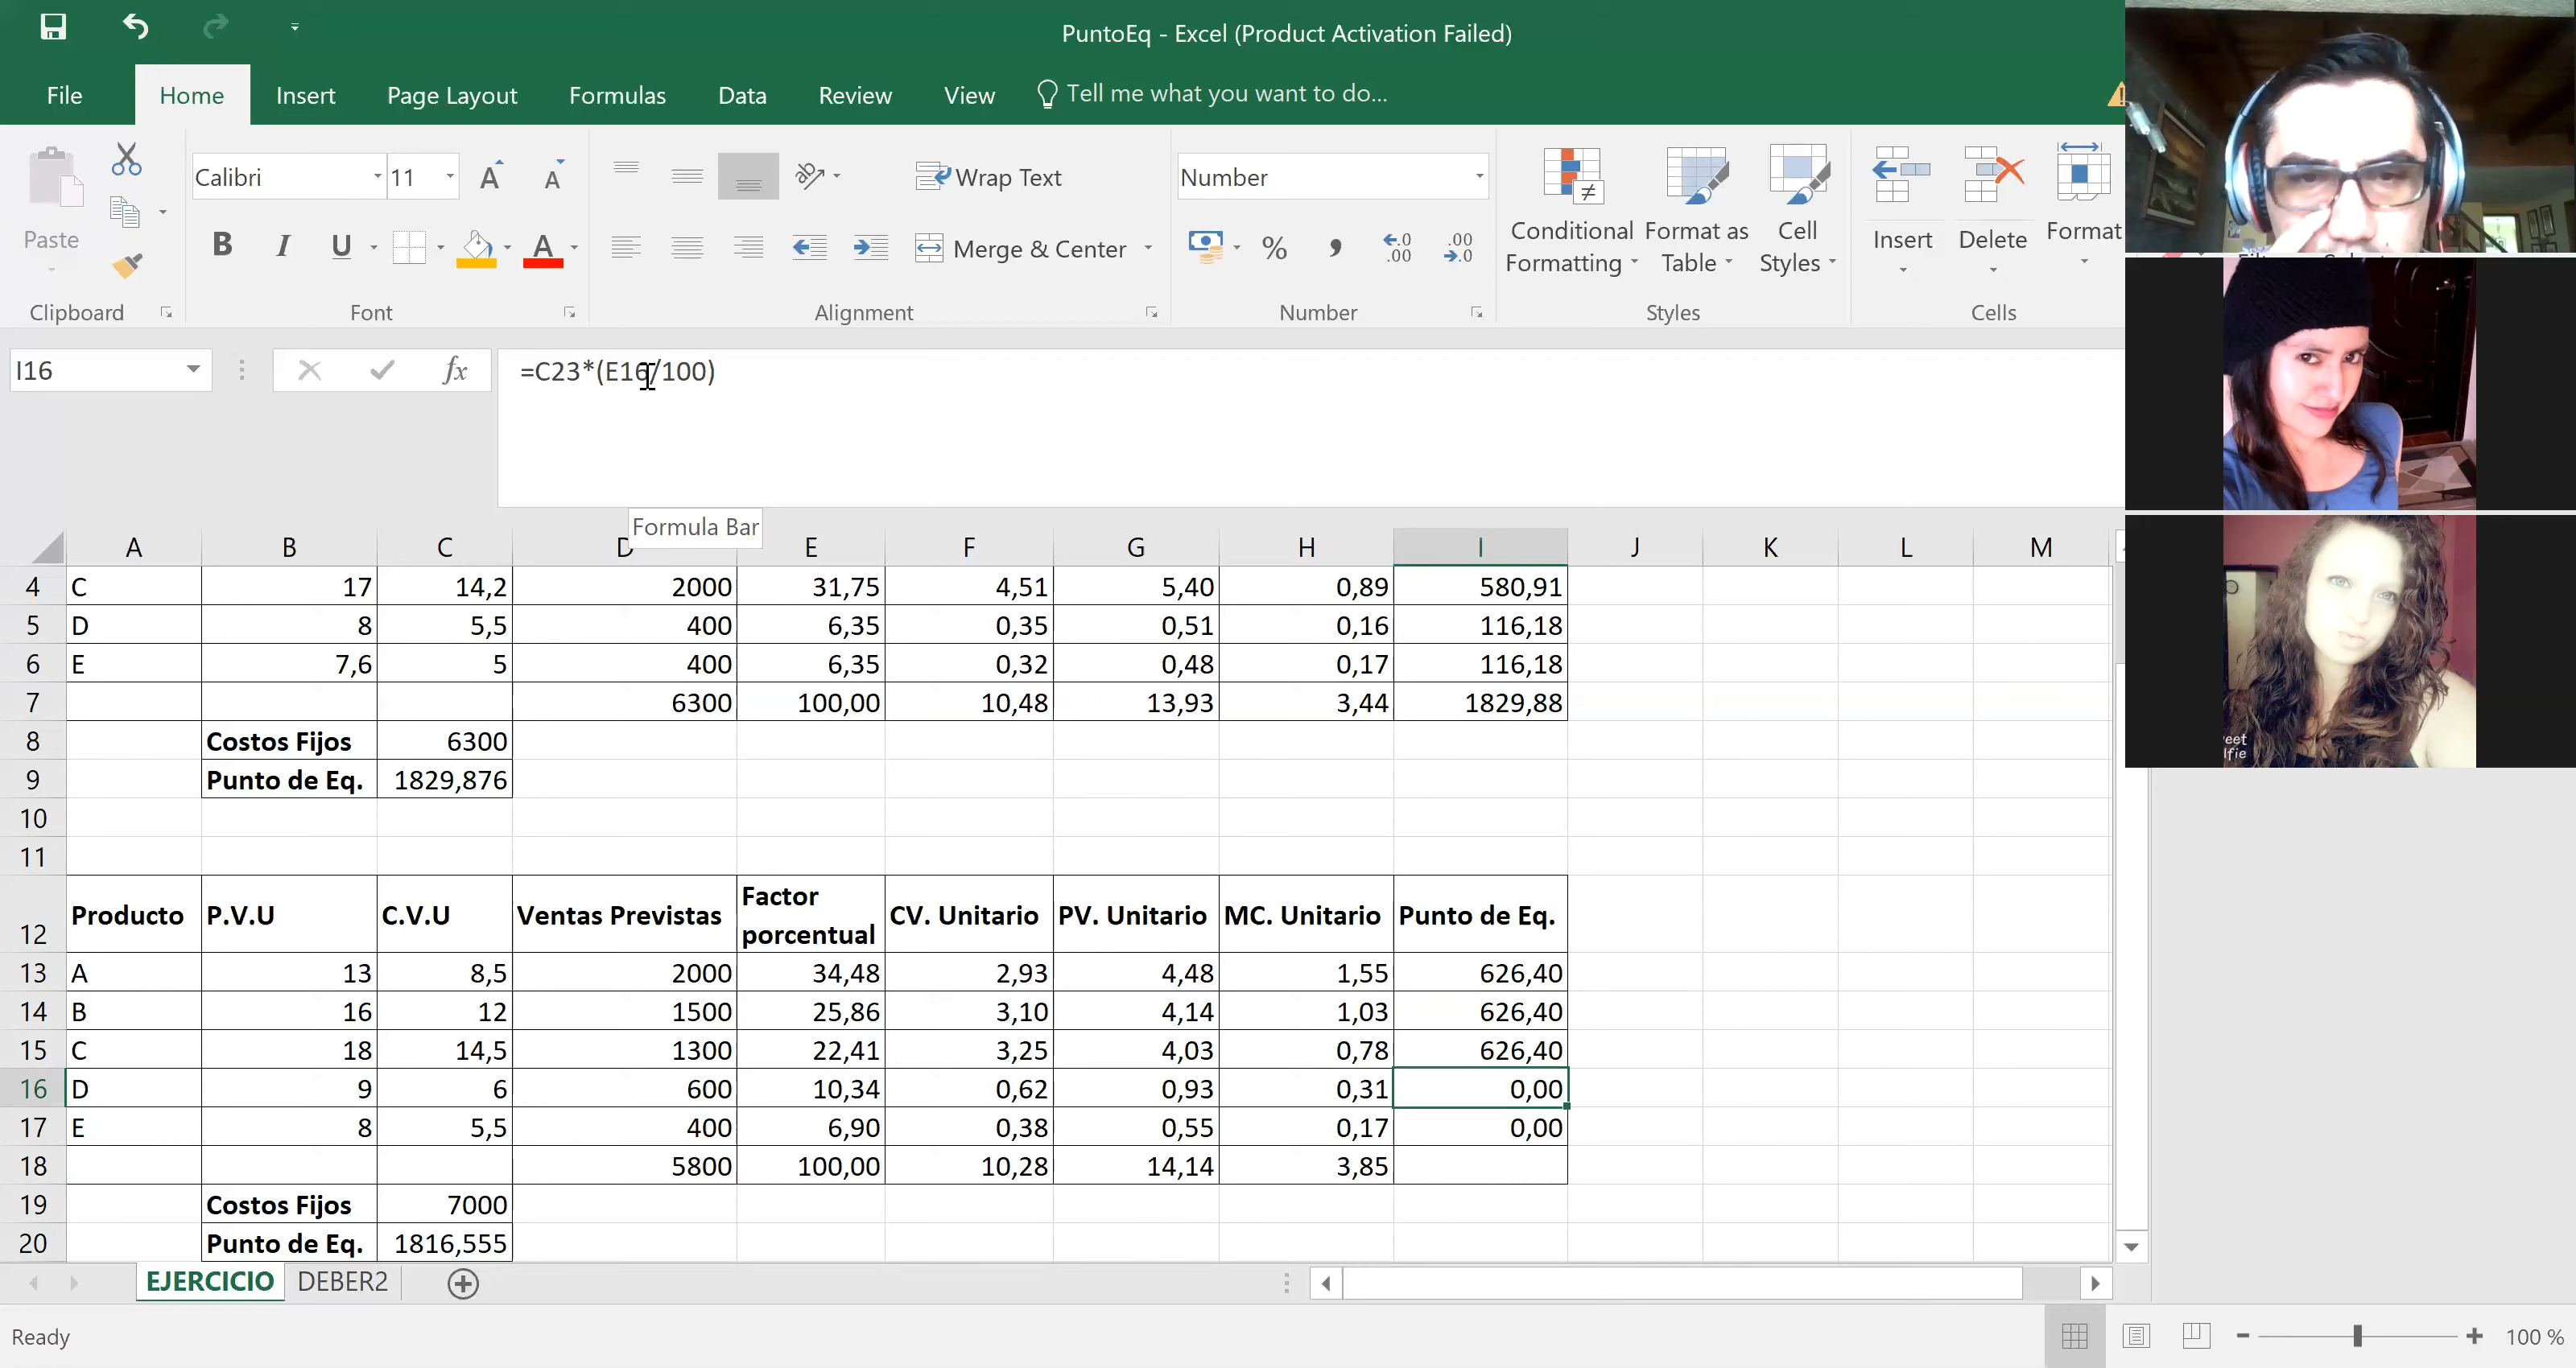 PuntoEq - Excel (Product Activation Failed)
File Home Insert Page Layout Formulas Data Review View Tell me what you want to do...
Paste
Calibri 11
Wrap Text
Merge & Center
Number
Conditional Formatting
Format as Table
Cell Styles
Insert Delete Format
Clipboard Font Alignment Number Styles Cells
I16 fx =C23*(E16/100)
Formula Bar
A B C D E F G H I J K L M
4 C 17 14,2 2000 31,75 4,51 5,40 0,89 580,91
5 D 8 5,5 400 6,35 0,35 0,51 0,16 116,18
6 E 7,6 5 400 6,35 0,32 0,48 0,17 116,18
7 6300 100,00 10,48 13,93 3,44 1829,88
8 Costos Fijos 6300
9 Punto de Eq. 1829,876
10
11
12 Producto P.V.U C.V.U Ventas Previstas Factor porcentual CV. Unitario PV. Unitario MC. Unitario Punto de Eq.
13 A 13 8,5 2000 34,48 2,93 4,48 1,55 626,40
14 B 16 12 1500 25,86 3,10 4,14 1,03 626,40
15 C 18 14,5 1300 22,41 3,25 4,03 0,78 626,40
16 D 9 6 600 10,34 0,62 0,93 0,31 0,00
17 E 8 5,5 400 6,90 0,38 0,55 0,17 0,00
18 5800 100,00 10,28 14,14 3,85
19 Costos Fijos 7000
20 Punto de Eq. 1816,555
EJERCICIO DEBER2
Ready 100 %